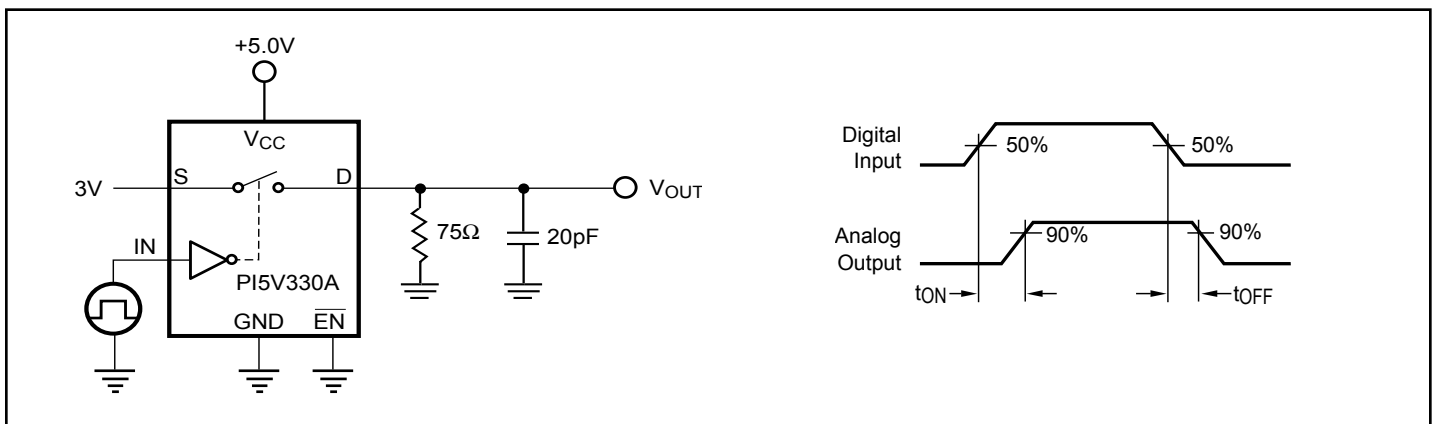 +5.0V
VCC
S
D
3V
VOUT
75Ω
20pF
IN
PI5V330A
GND
EN
Digital
Input
50%
50%
Analog
Output
90%
90%
tON
tOFF